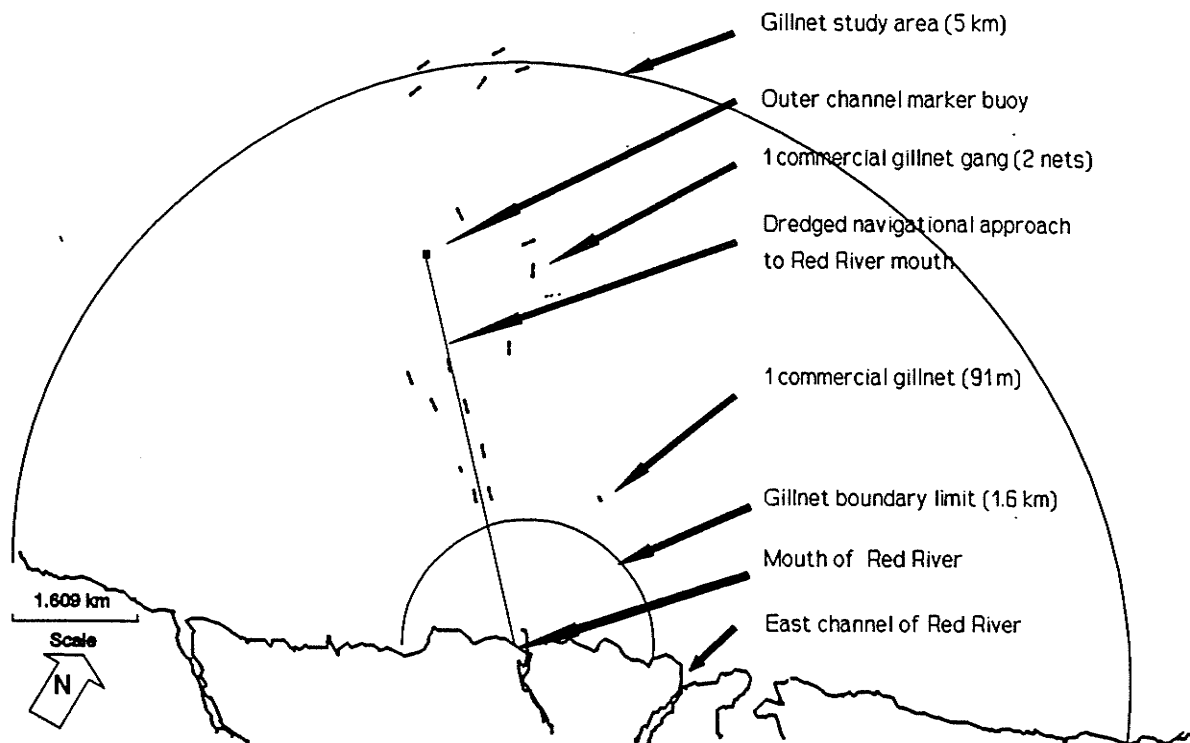 Gillnet study area (5 km)
Outer channel marker buoy
1 commercial gillnet gang (2 nets)
Dredged navigational approach
to Red River mouth
1 commercial gillnet (91 m)
Gillnet boundary limit (1.6 km)
Mouth of Red River
East channel of Red River
1.609 km
Scale
N